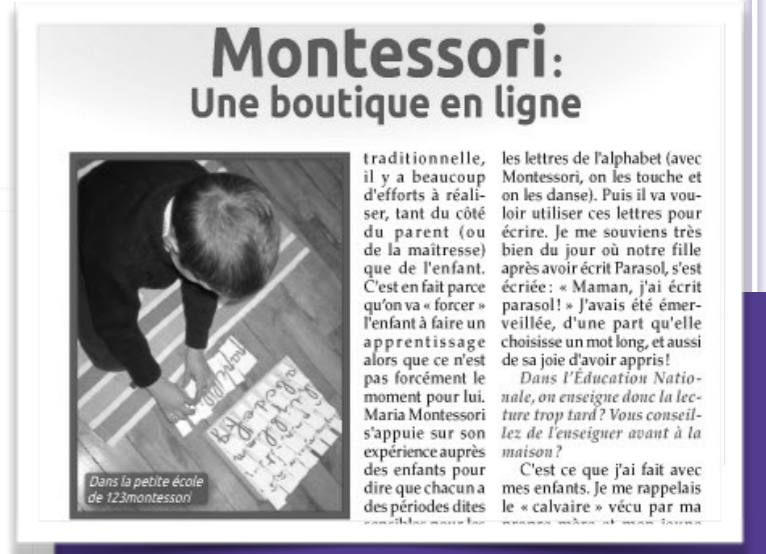 Montessori:
Une boutique en ligne
Dans la petite école
de 123montessori
traditionnelle,
il y a beaucoup
d'efforts à réali-
ser, tant du côté
du parent (ou
de la maîtresse)
que de l'enfant.
C'est en fait parce
qu'on va « forcer »
l'enfant à faire un
apprentissage
alors que ce n'est
pas forcément le
moment pour lui.
Maria Montessori
s'appuie sur son
expérience auprès
des enfants pour
dire que chacun a
des périodes dites
les lettres de l'alphabet (avec
Montessori, on les touche et
on les danse). Puis il va vou-
loir utiliser ces lettres pour
écrire. Je me souviens très
bien du jour où notre fille
après avoir écrit Parasol, s'est
écriée : « Maman, j'ai écrit
parasol ! » J'avais été émer-
veillée, d'une part qu'elle
choisisse un mot long, et aussi
de sa joie d'avoir appris !
Dans l'Éducation Natio-
nale, on enseigne donc la lec-
ture trop tard ? Vous conseil-
lez de l'enseigner avant à la
maison ?
C'est ce que j'ai fait avec
mes enfants. Je me rappelais
le « calvaire » vécu par ma